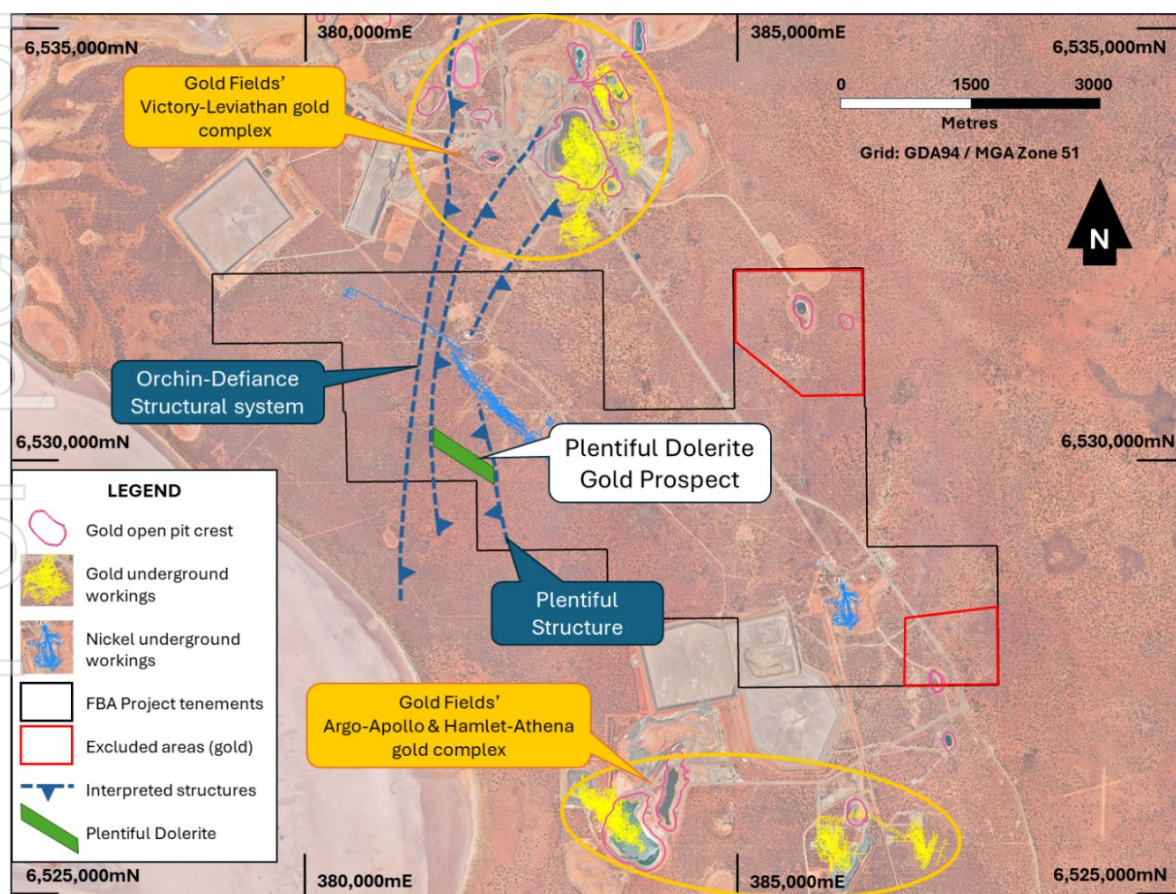 6,535,000mN
380,000mE
385,000mE
6,535,000mN
Gold Fields'
Victory-Leviathan gold
complex
0
1500
3000
Metres
Grid: GDA94 / MGA Zone 51
N
Orchin-Defiance
Structural system
6,530,000mN
6,530,000mN
Plentiful Dolerite
Gold Prospect
Plentiful
Structure
LEGEND
Gold open pit crest
Gold underground
workings
Nickel underground
workings
FBA Project tenements
Excluded areas (gold)
Interpreted structures
Plentiful Dolerite
Gold Fields'
Argo-Apollo & Hamlet-Athena
gold complex
6,525,000mN
380,000mE
385,000mE
6,525,000mN